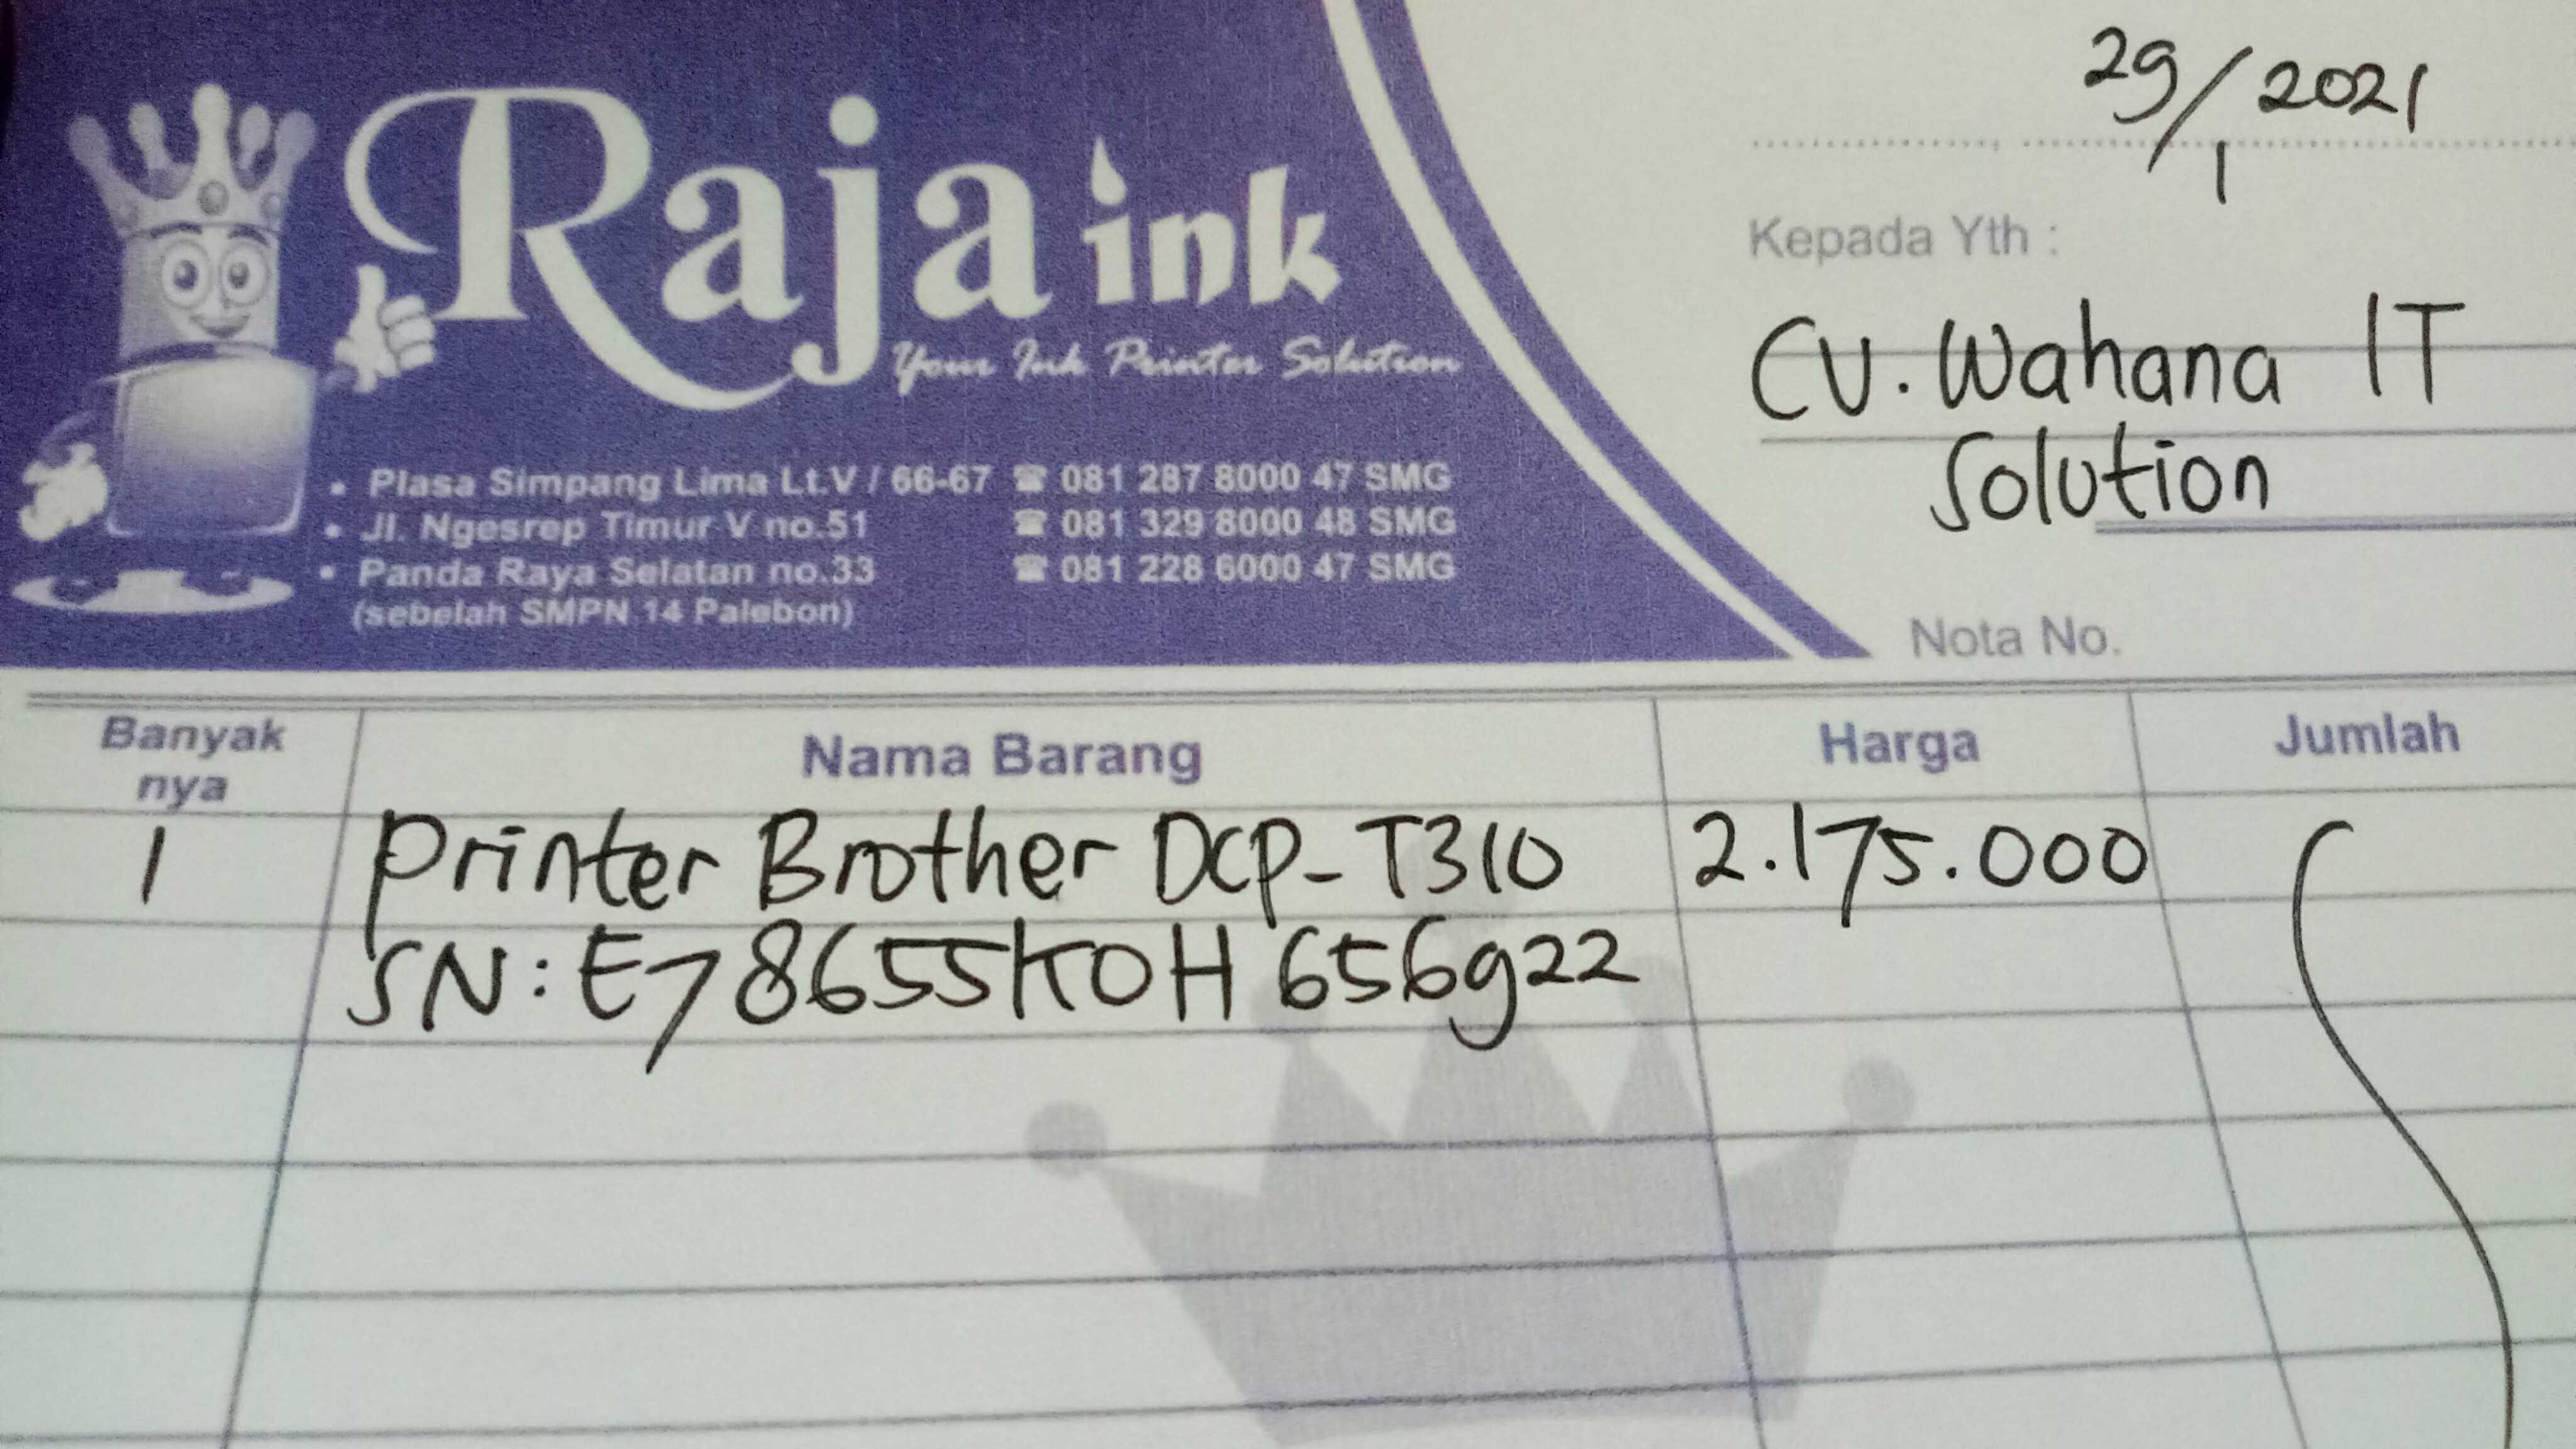 Raja ink
Your Ink Printer Solution
• Plasa Simpang Lima Lt.V / 66-67 ☎ 081 287 8000 47 SMG
• Jl. Ngesrep Timur V no.51 ☎ 081 329 8000 48 SMG
• Panda Raya Selatan no.33 ☎ 081 228 6000 47 SMG
(sebelah SMPN 14 Palebon)
29/1 2021
Kepada Yth :
CV. Wahana IT
Solution
Nota No.
Banyak nya Nama Barang Harga Jumlah
1 Printer Brother DCP-T310 2.175.000
SN: E78655K0H656922